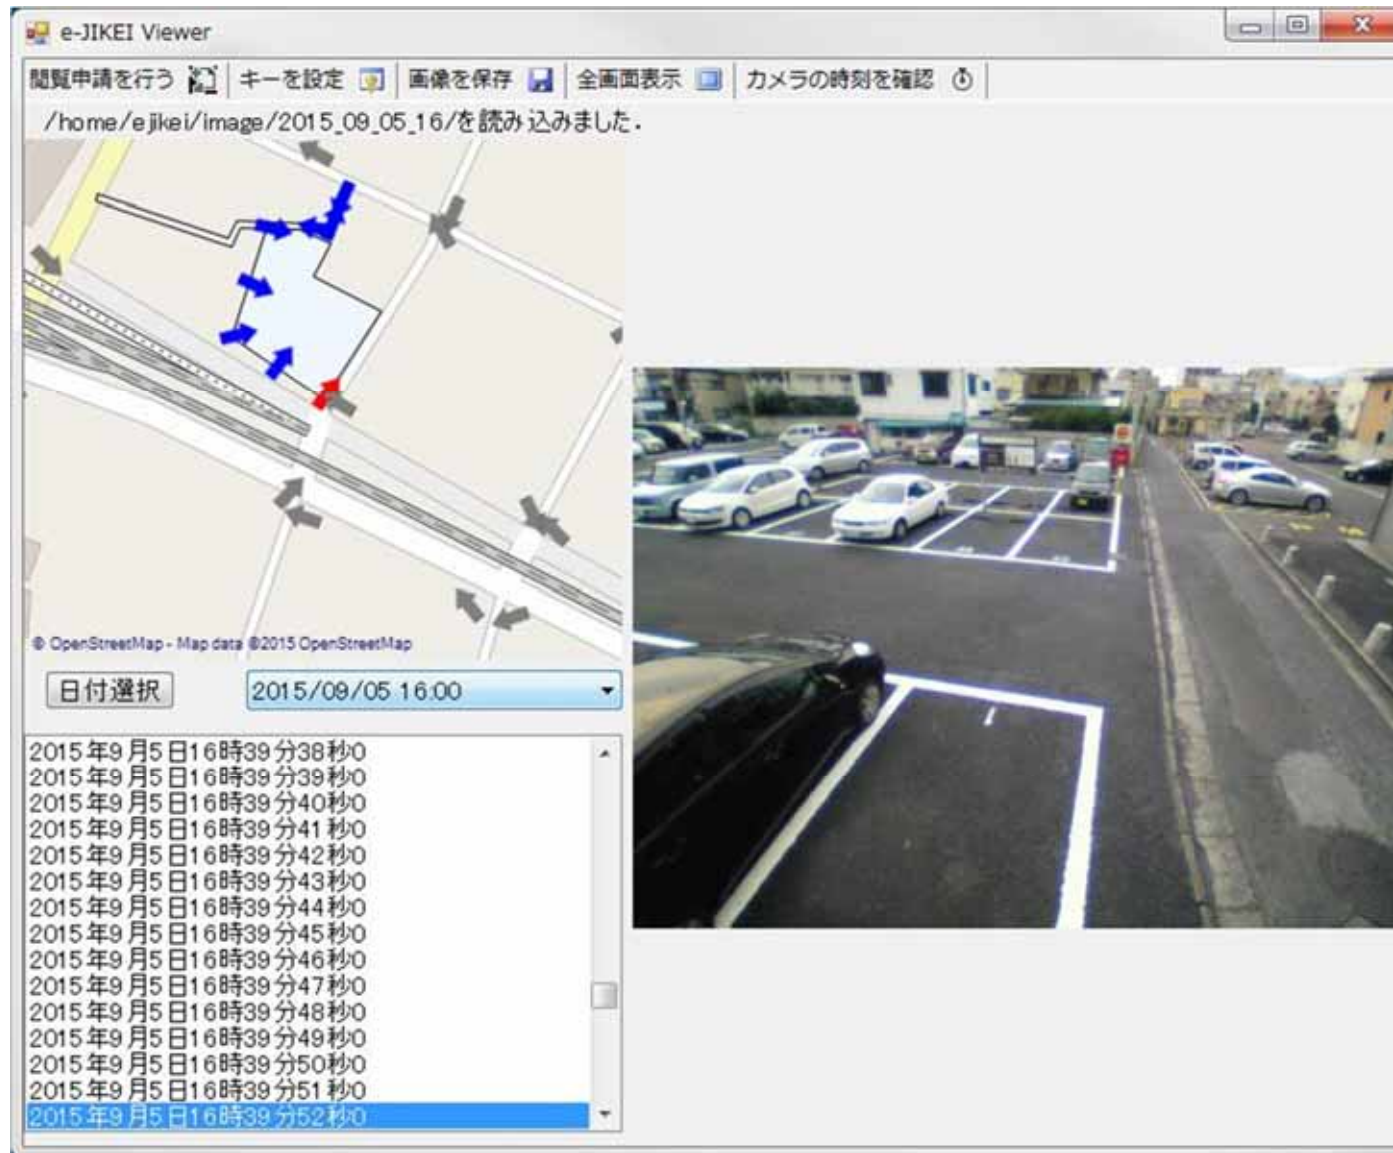 e-JIKEI Viewer
閲覧申請を行う キーを設定 画像を保存 全画面表示 カメラの時刻を確認
/home/ejikei/image/2015_09_05_16/を読み込みました.
© OpenStreetMap - Map data ©2015 OpenStreetMap
日付選択 2015/09/05 16:00
2015年9月5日16時39分38秒0
2015年9月5日16時39分39秒0
2015年9月5日16時39分40秒0
2015年9月5日16時39分41秒0
2015年9月5日16時39分42秒0
2015年9月5日16時39分43秒0
2015年9月5日16時39分44秒0
2015年9月5日16時39分45秒0
2015年9月5日16時39分46秒0
2015年9月5日16時39分47秒0
2015年9月5日16時39分48秒0
2015年9月5日16時39分49秒0
2015年9月5日16時39分50秒0
2015年9月5日16時39分51秒0
2015年9月5日16時39分52秒0